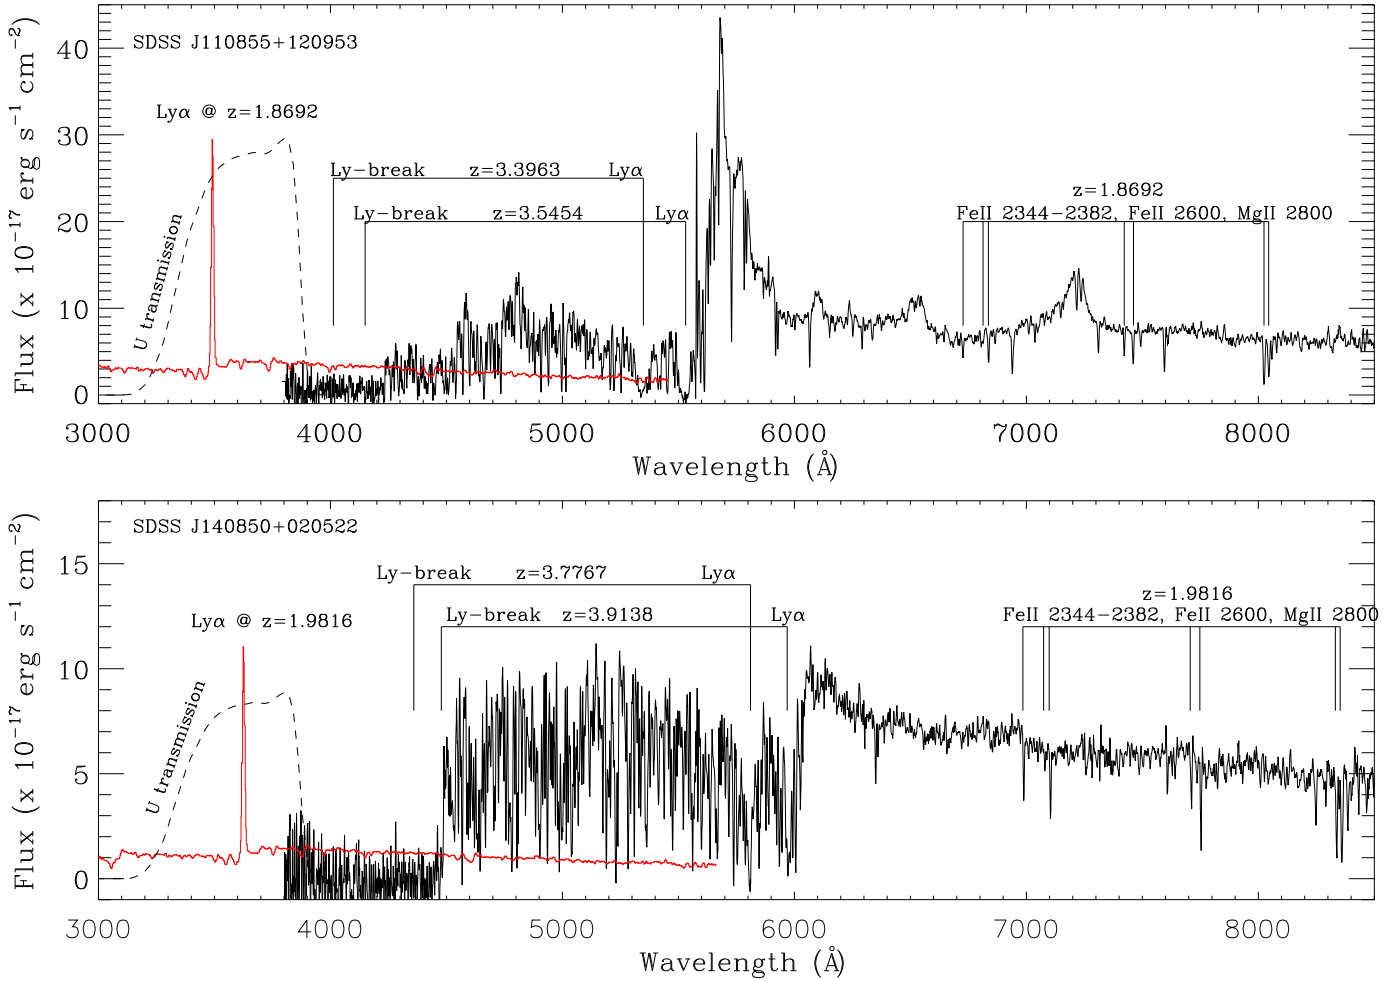 SDSS J110855+120953
Lyα @ z=1.8692
U transmission
Ly-break z=3.3963 Lyα
Ly-break z=3.5454 Lyα
z=1.8692
FeII 2344-2382, FeII 2600, MgII 2800
Flux (x 10⁻¹⁷ erg s⁻¹ cm⁻²)
40
30
20
10
0
3000 4000 5000 6000 7000 8000
Wavelength (Å)
SDSS J140850+020522
Lyα @ z=1.9816
U transmission
Ly-break z=3.7767 Lyα
Ly-break z=3.9138 Lyα
z=1.9816
FeII 2344-2382, FeII 2600, MgII 2800
Flux (x 10⁻¹⁷ erg s⁻¹ cm⁻²)
15
10
5
0
3000 4000 5000 6000 7000 8000
Wavelength (Å)